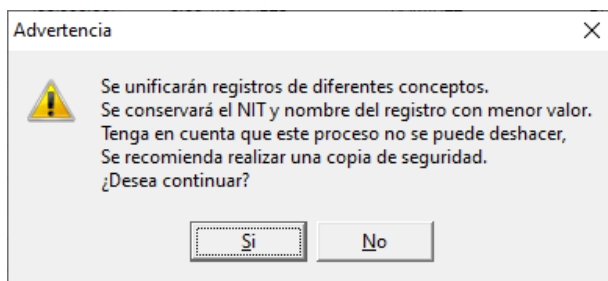 Advertencia
Se unificarán registros de diferentes conceptos.
Se conservará el NIT y nombre del registro con menor valor.
Tenga en cuenta que este proceso no se puede deshacer,
Se recomienda realizar una copia de seguridad.
¿Desea continuar?
Si No